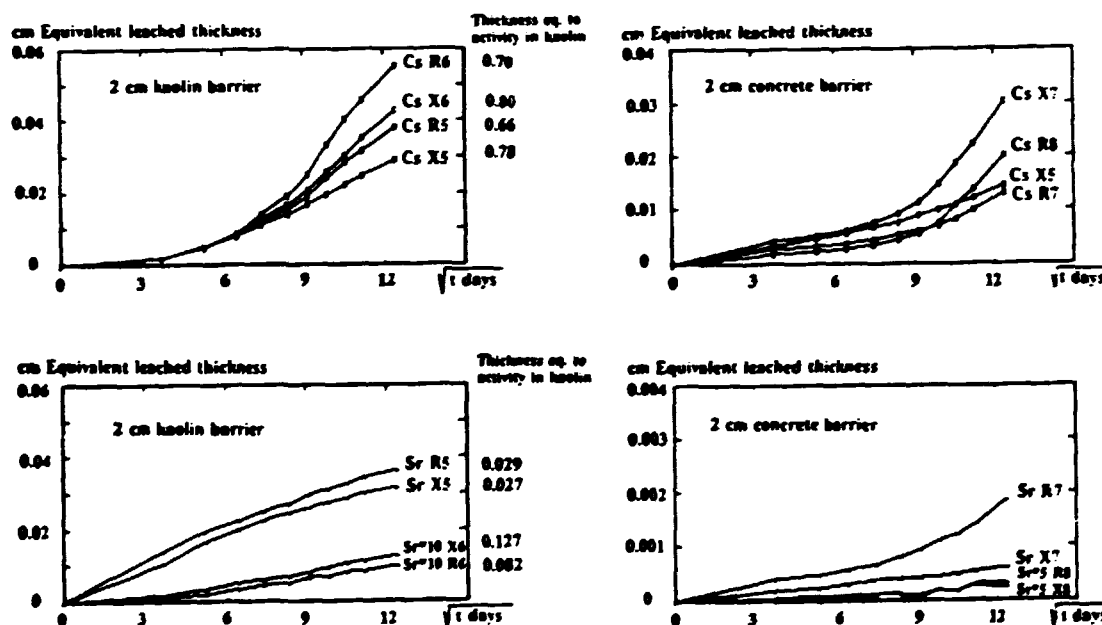 cm Equivalent leached thickness
Thickness eq. to
activity in kaolin
0.06
2 cm kaolin barrier
Cs R6 0.70
0.04
Cs X6 0.80
Cs R5 0.66
Cs X5 0.78
0.02
0
0 3 6 9 12 √t days
cm Equivalent leached thickness
0.04
2 cm concrete barrier
0.03
Cs X7
0.02
Cs R8
Cs X5
0.01
Cs R7
0
0 3 6 9 12 √t days
cm Equivalent leached thickness
Thickness eq. to
activity in kaolin
0.06
2 cm kaolin barrier
0.04
Sr R5 0.029
Sr X5 0.027
0.02
Sr*10 X6 0.127
Sr*10 R6 0.082
0
0 3 6 9 12 √t days
cm Equivalent leached thickness
0.004
2 cm concrete barrier
0.003
0.002
Sr R7
0.001
Sr X7
Sr*5 R8
Sr*5 X8
0
0 3 6 9 12 √t days